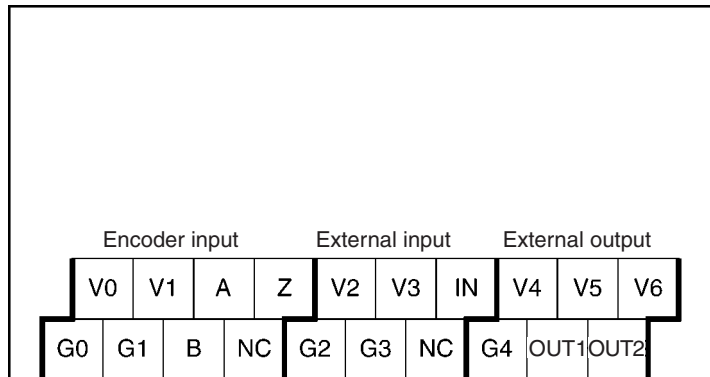 Encoder input External input External output
V0 V1 A Z V2 V3 IN V4 V5 V6
G0 G1 B NC G2 G3 NC G4 OUT1 OUT2